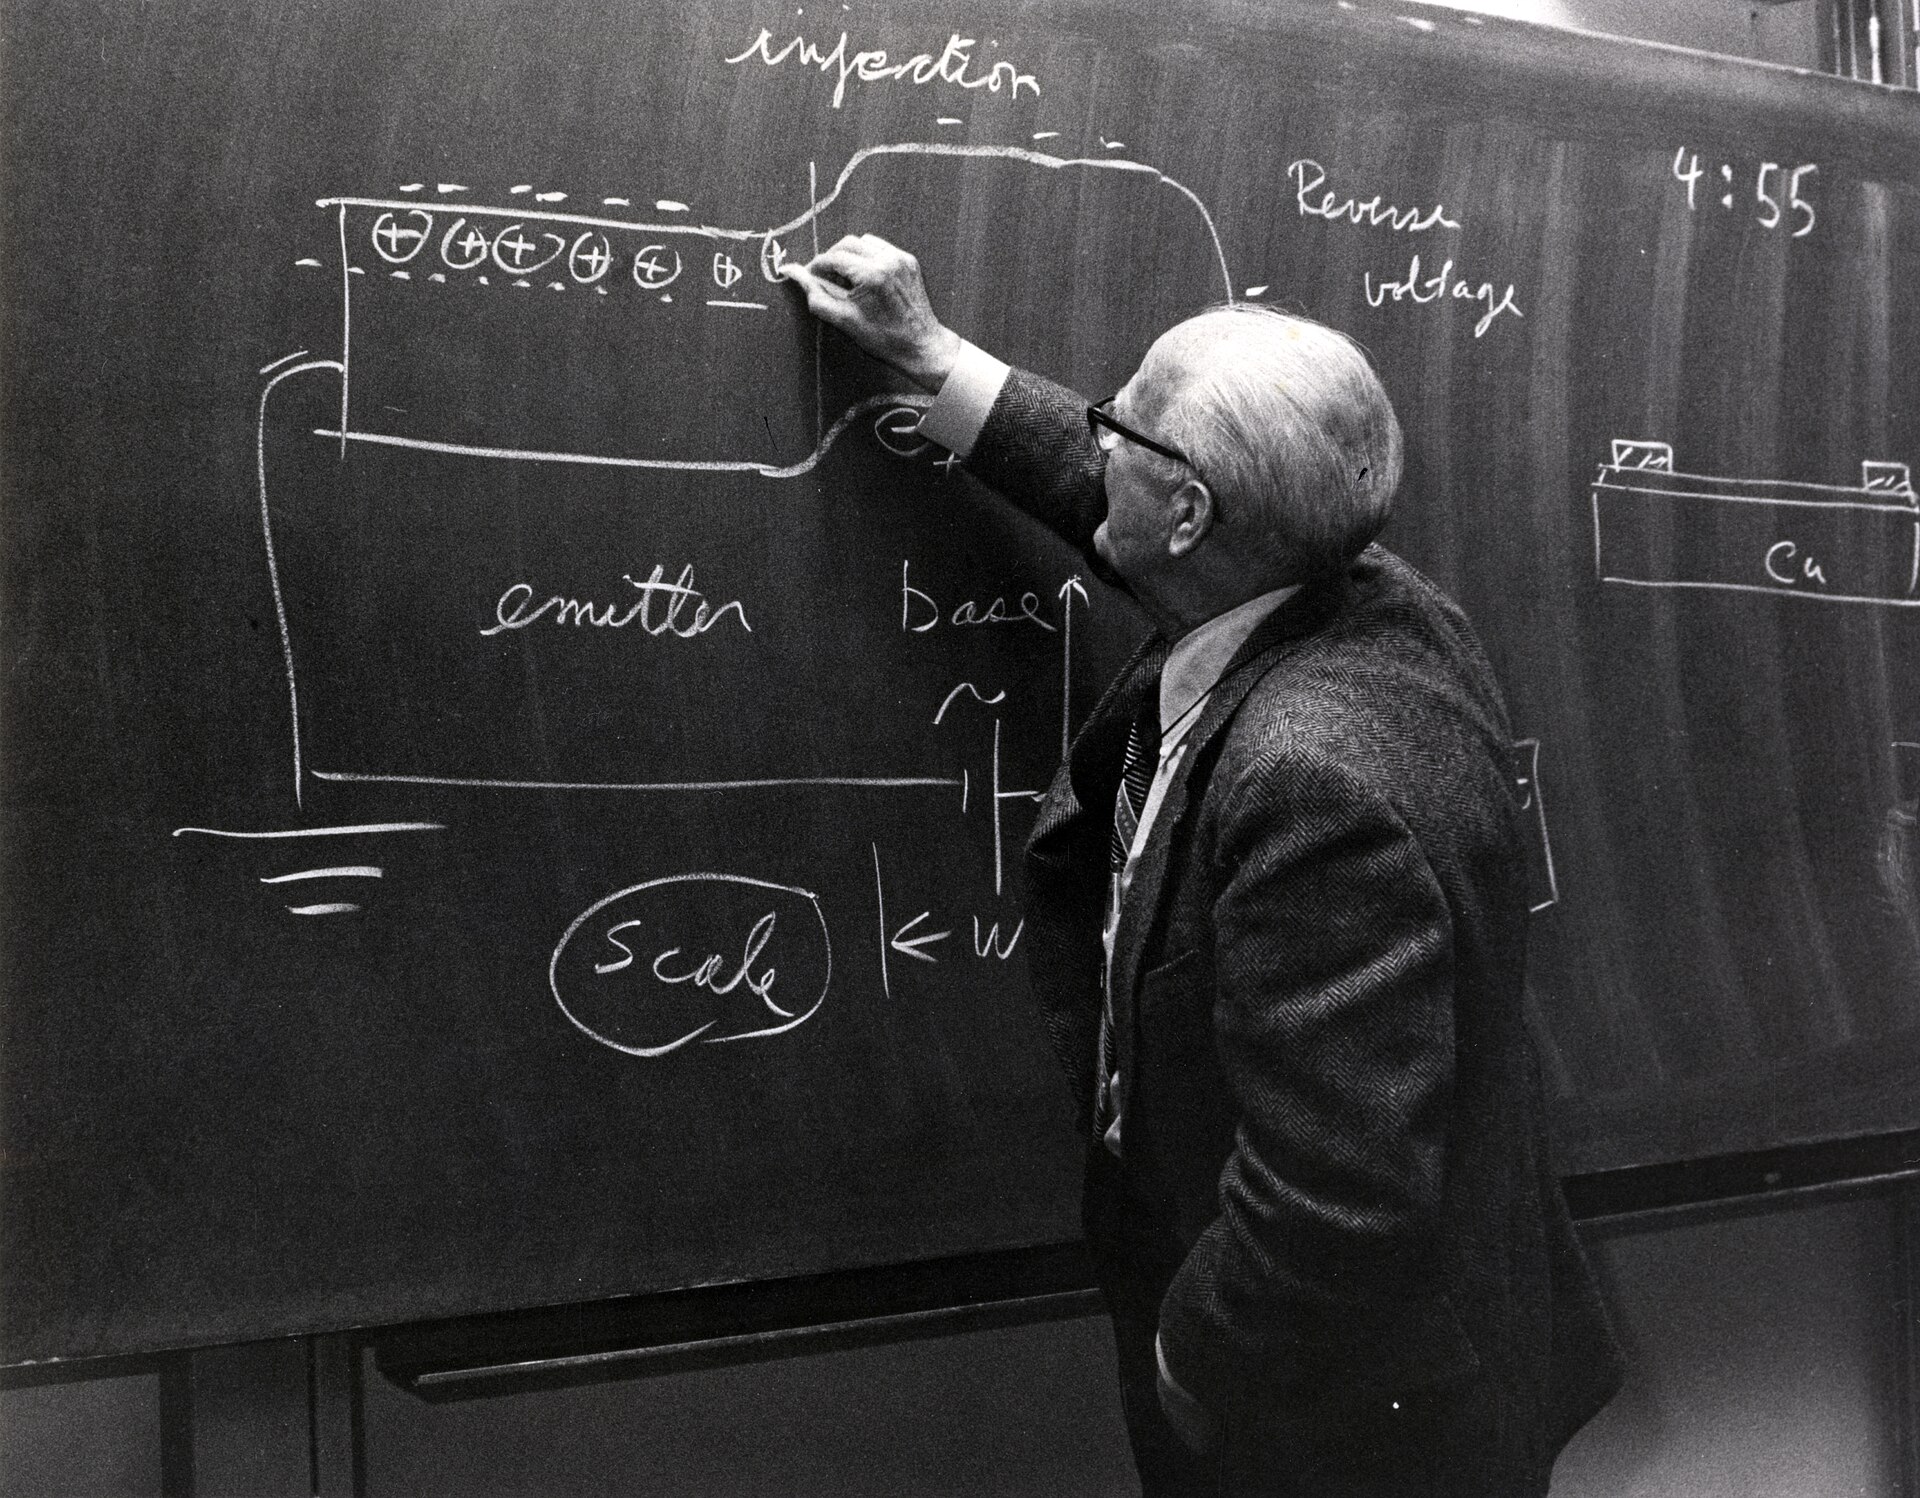 injection
Reverse
voltage
4:55
Cu
emitter
base
~
Scale
W